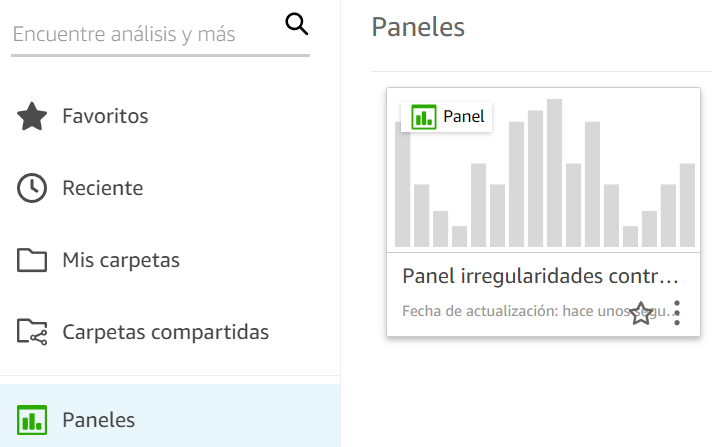 Encuentre análisis y más
Favoritos
Reciente
Mis carpetas
Carpetas compartidas
Paneles
Paneles
Panel
Panel irregularidades contr...
Fecha de actualización: hace unos segu...